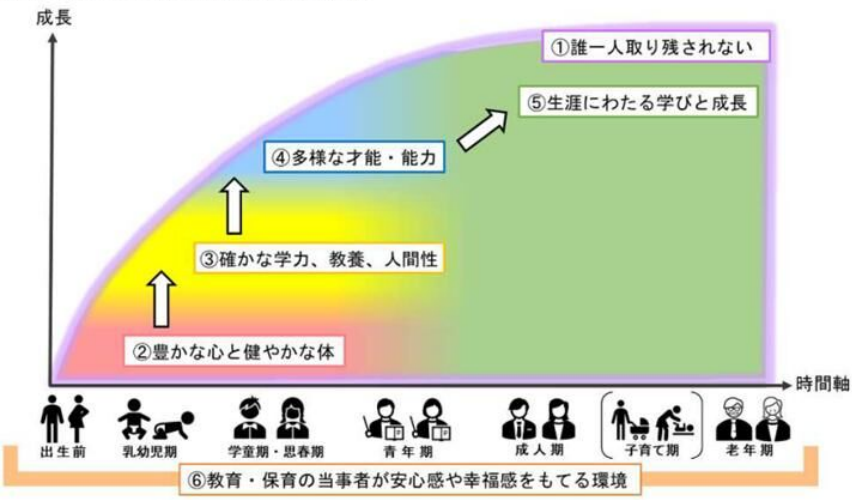 成長
①誰一人取り残されない
⑤生涯にわたる学びと成長
④多様な才能・能力
③確かな学力、教養、人間性
②豊かな心と健やかな体
時間軸
出生前
乳幼児期
学童期・思春期
青年期
成人期
子育て期
老年期
⑥教育・保育の当事者が安心感や幸福感をもてる環境